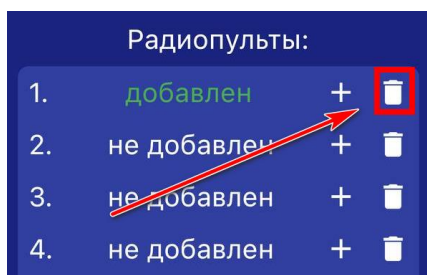 Радиопульты:
1. добавлен +
2. не добавлен +
3. не добавлен +
4. не добавлен +